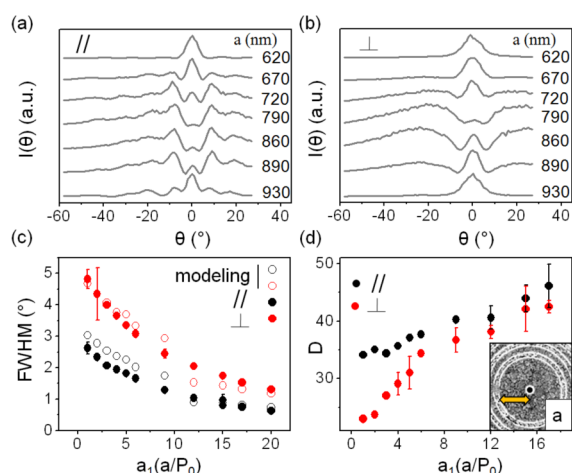 (a)
//
a (nm)
620
670
720
790
860
890
930
I(θ) (a.u.)
-60 -40 -20 0 20 40
θ (°)
(b)
⊥
a (nm)
620
670
720
790
860
890
930
I(θ) (a.u.)
-60 -40 -20 0 20 40
θ (°)
(c)
modeling
//
⊥
5
4
3
2
1
0
FWHM (°)
0 5 10 15 20
a₁(a/P₀)
(d)
//
⊥
50
40
30
D
0 4 8 12 16
a₁(a/P₀)
a